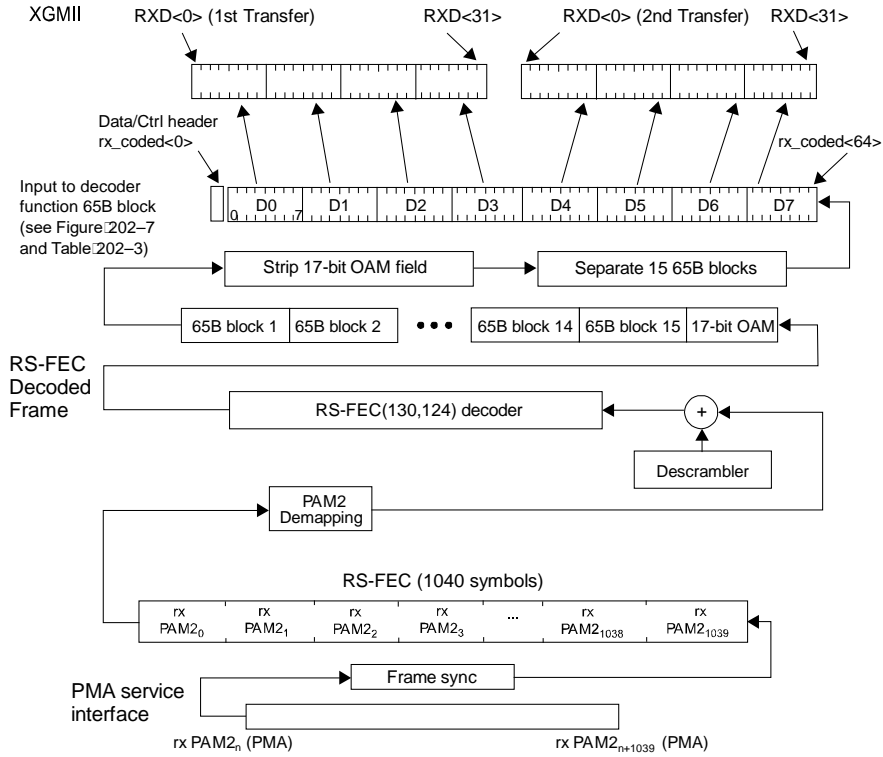 XGMII
RXD<0> (1st Transfer)
RXD<31>
RXD<0> (2nd Transfer)
RXD<31>
Data/Ctrl header
rx_coded<0>
rx_coded<64>
Input to decoder
function 65B block
(see Figure 202–7
and Table 202–3)
D0 D1 D2 D3 D4 D5 D6 D7
0 7
Strip 17-bit OAM field
Separate 15 65B blocks
65B block 1 65B block 2 ••• 65B block 14 65B block 15 17-bit OAM
RS-FEC
Decoded
Frame
RS-FEC(130,124) decoder
+
Descrambler
PAM2
Demapping
RS-FEC (1040 symbols)
rx PAM2₀ rx PAM2₁ rx PAM2₂ rx PAM2₃ ... rx PAM2₁₀₃₈ rx PAM2₁₀₃₉
Frame sync
PMA service
interface
rx PAM2ₙ (PMA)
rx PAM2ₙ₊₁₀₃₉ (PMA)